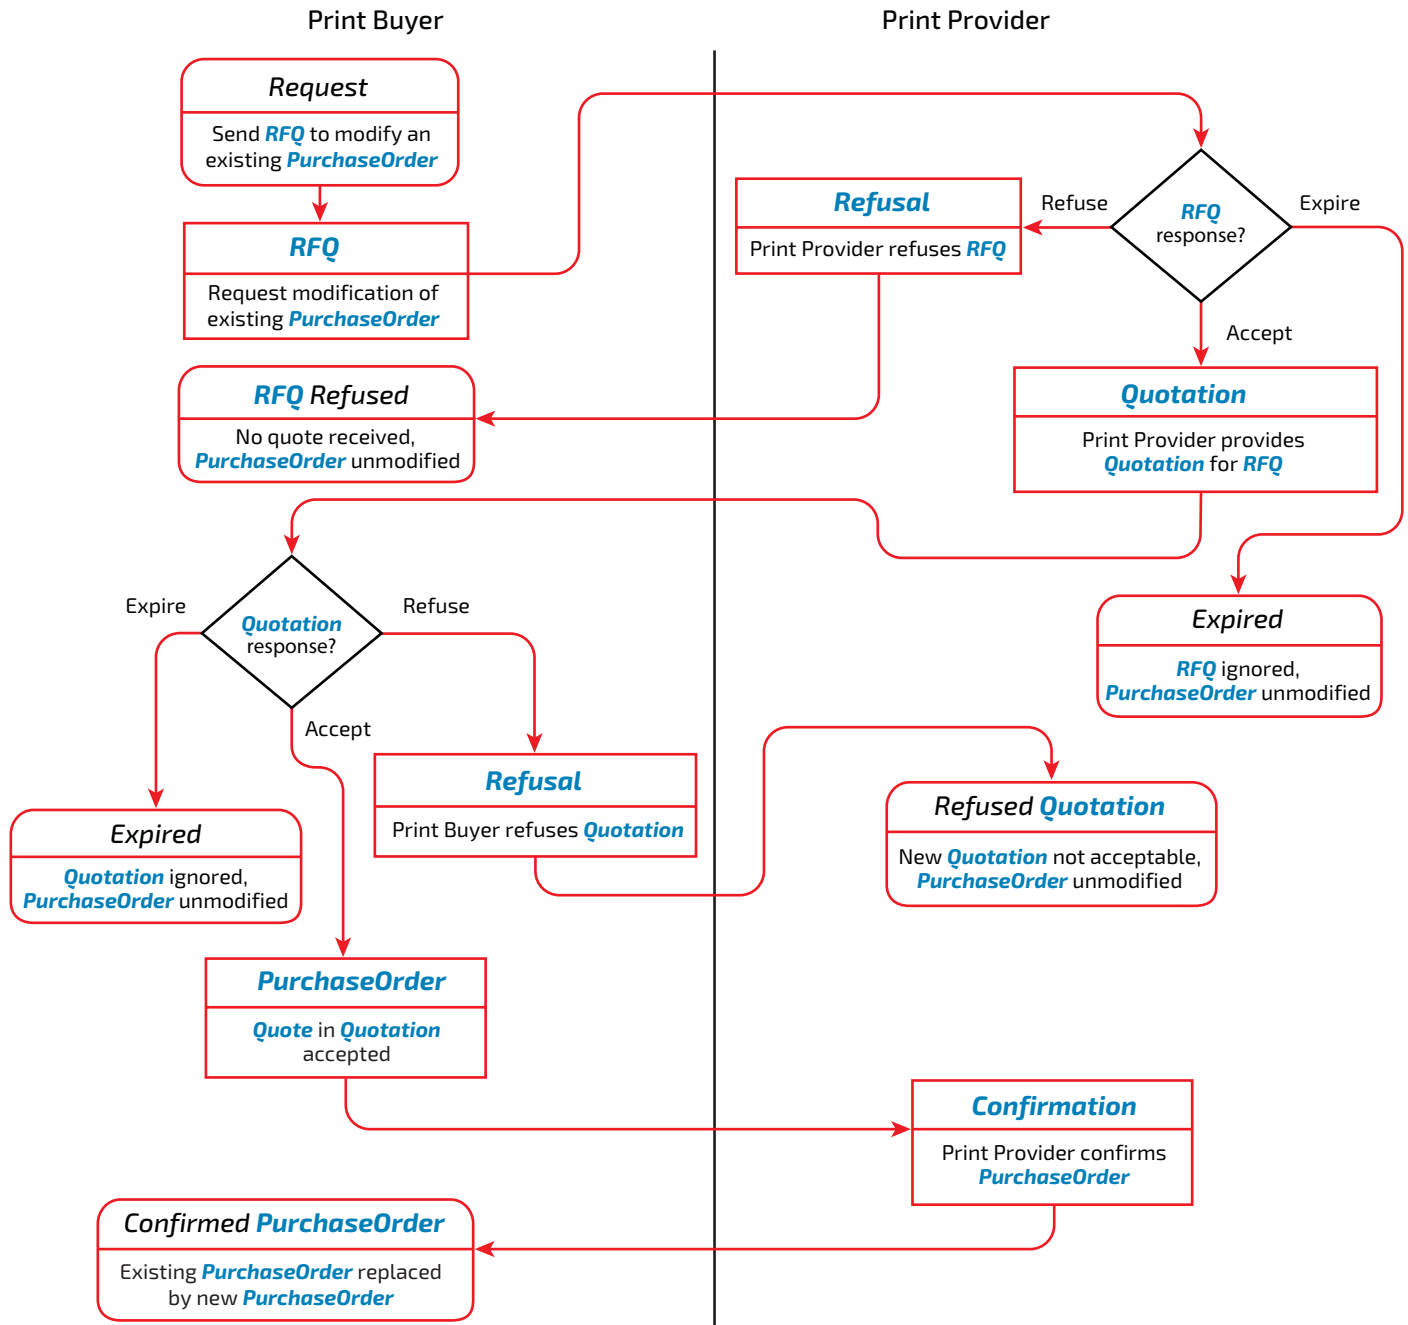 Print Buyer
Print Provider
Request
Send RFQ to modify an
existing PurchaseOrder
RFQ
Request modification of
existing PurchaseOrder
Refusal
Print Provider refuses RFQ
Refuse
RFQ
response?
Expire
Accept
RFQ Refused
No quote received,
PurchaseOrder unmodified
Quotation
Print Provider provides
Quotation for RFQ
Expire
Quotation
response?
Refuse
Accept
Expired
RFQ ignored,
PurchaseOrder unmodified
Refusal
Print Buyer refuses Quotation
Refused Quotation
New Quotation not acceptable,
PurchaseOrder unmodified
Expired
Quotation ignored,
PurchaseOrder unmodified
PurchaseOrder
Quote in Quotation
accepted
Confirmation
Print Provider confirms
PurchaseOrder
Confirmed PurchaseOrder
Existing PurchaseOrder replaced
by new PurchaseOrder